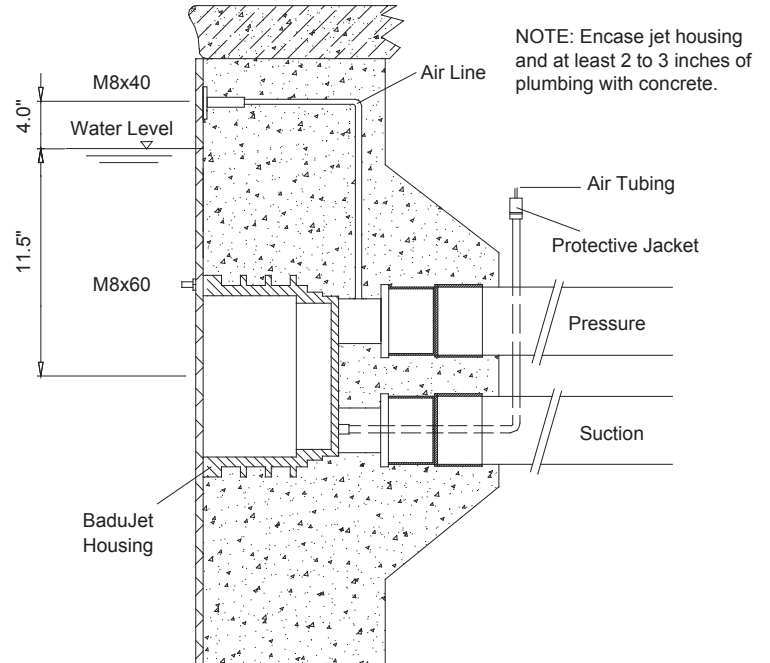 NOTE: Encase jet housing
and at least 2 to 3 inches of
plumbing with concrete.
M8x40
Air Line
4.0"
Water Level
Air Tubing
Protective Jacket
11.5"
M8x60
Pressure
Suction
BaduJet
Housing